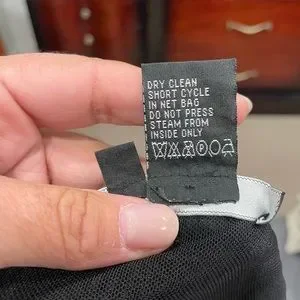 DRY CLEAN
SHORT CYCLE
IN NET BAG
DO NOT PRESS
STEAM FROM
INSIDE ONLY